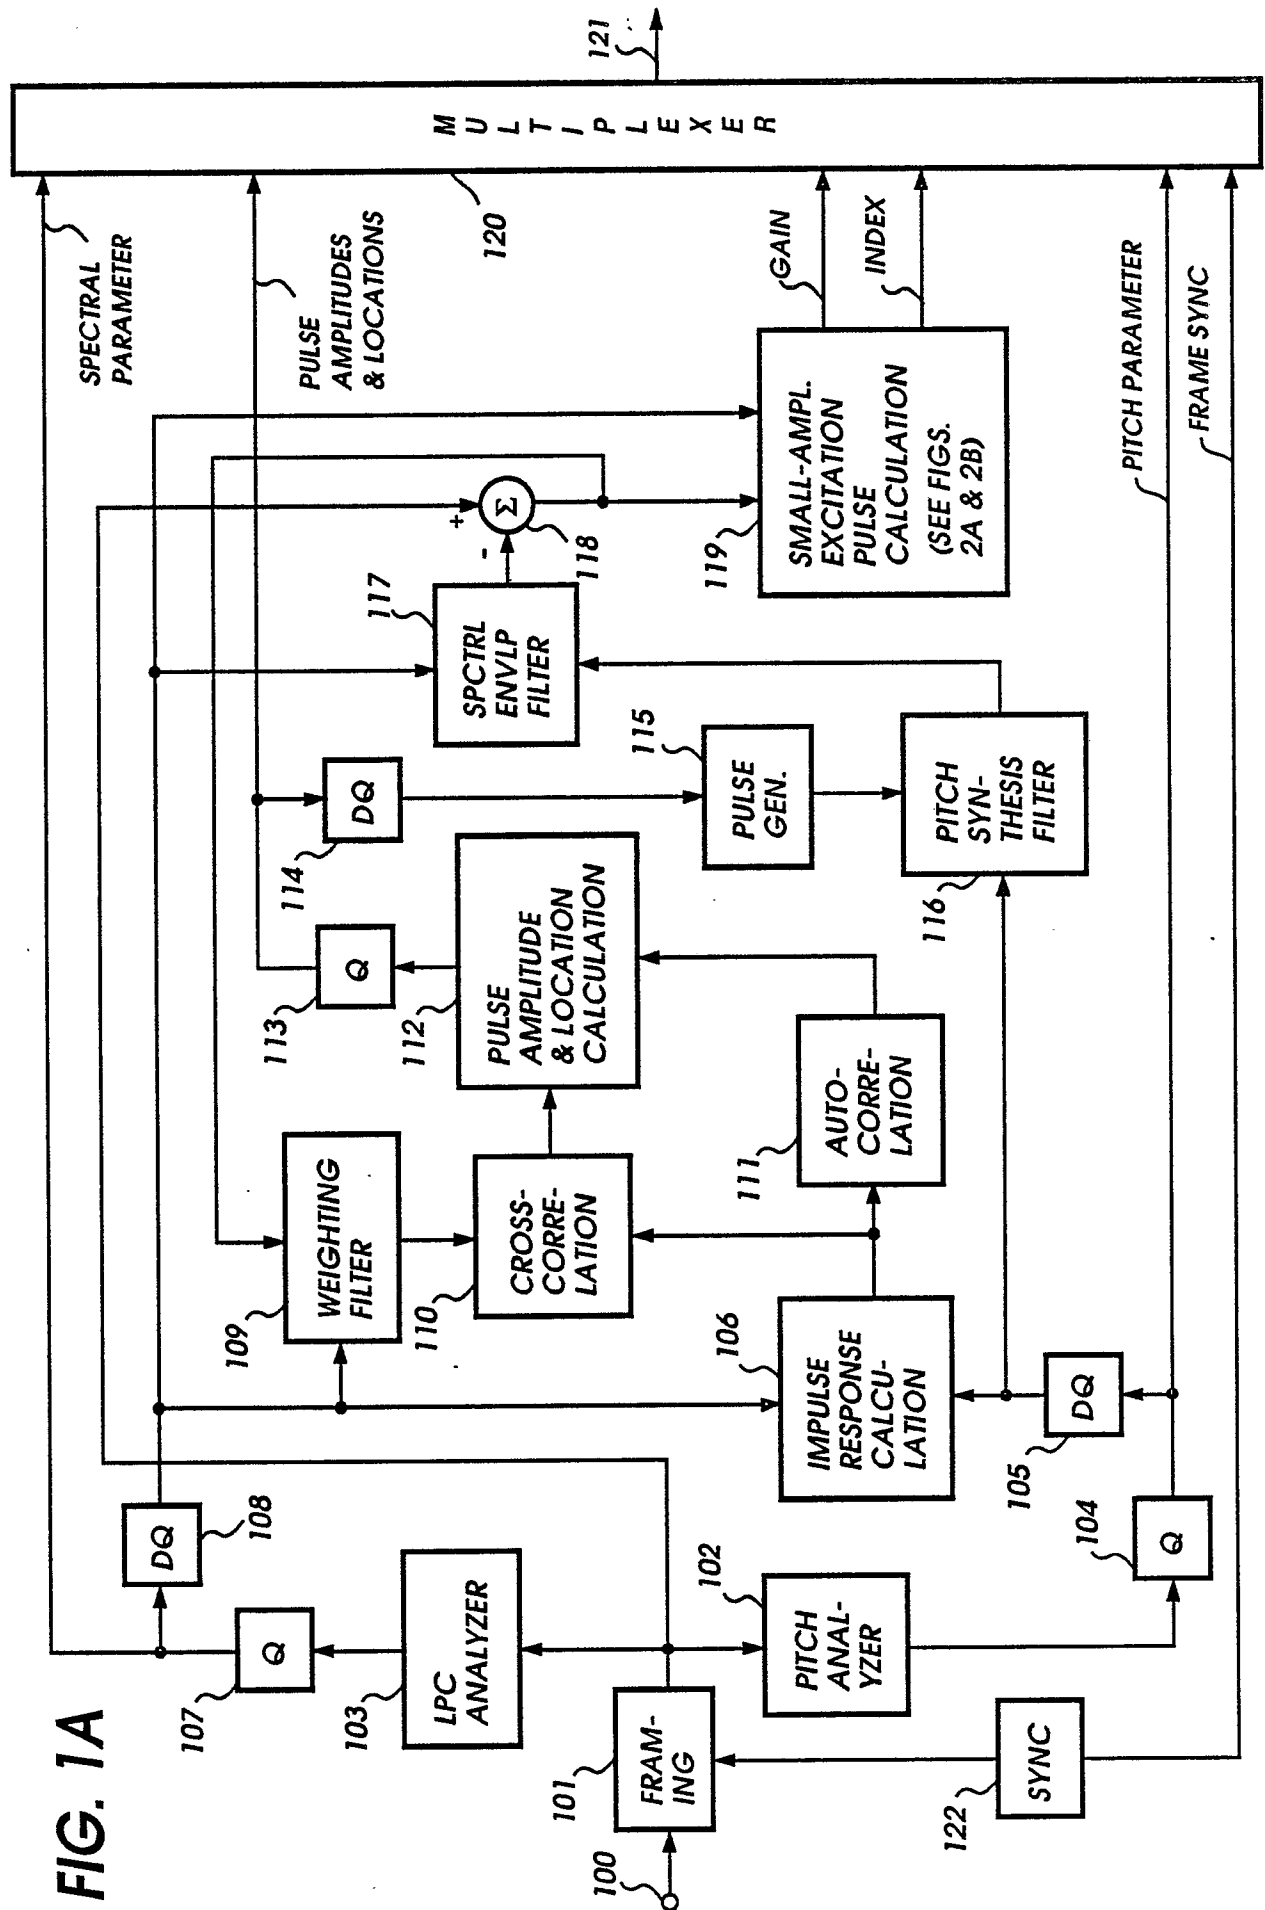 FIG. 1A
SPECTRAL
PARAMETER
PULSE
AMPLITUDES
& LOCATIONS
MULTIPLEXER
120
121
107
Q
DQ
108
103
LPC
ANALYZER
109
WEIGHTING
FILTER
110
CROSS-
CORRE-
LATION
113
Q
112
PULSE
AMPLITUDE
& LOCATION
CALCULATION
114
DQ
117
SPCTRL
ENVLP
FILTER
+
-
Σ
118
100
101
FRAM-
ING
102
PITCH
ANAL-
YZER
106
IMPULSE
RESPONSE
CALCU-
LATION
111
AUTO-
CORRE-
LATION
115
PULSE
GEN.
116
PITCH
SYN-
THESIS
FILTER
119
SMALL-AMPL.
EXCITATION
PULSE
CALCULATION
(SEE FIGS.
2A & 2B)
GAIN
INDEX
122
SYNC
104
Q
105
DQ
PITCH PARAMETER
FRAME SYNC